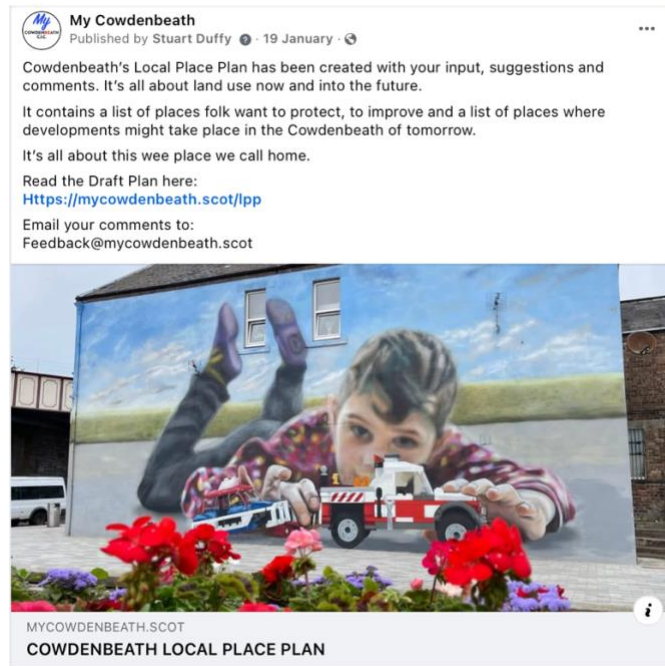 My
COWDENBEATH
C.I.C.
My Cowdenbeath
Published by Stuart Duffy · 19 January ·
Cowdenbeath's Local Place Plan has been created with your input, suggestions and
comments. It's all about land use now and into the future.
It contains a list of places folk want to protect, to improve and a list of places where
developments might take place in the Cowdenbeath of tomorrow.
It's all about this wee place we call home.
Read the Draft Plan here:
Https://mycowdenbeath.scot/lpp
Email your comments to:
Feedback@mycowdenbeath.scot
MYCOWDENBEATH.SCOT
COWDENBEATH LOCAL PLACE PLAN